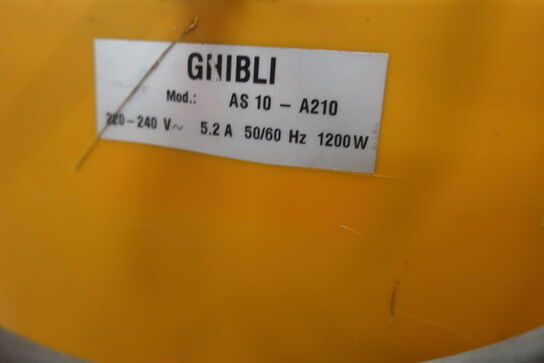 GHIBLI
Mod.: AS 10 - A210
220-240 V~ 5.2 A 50/60 Hz 1200W